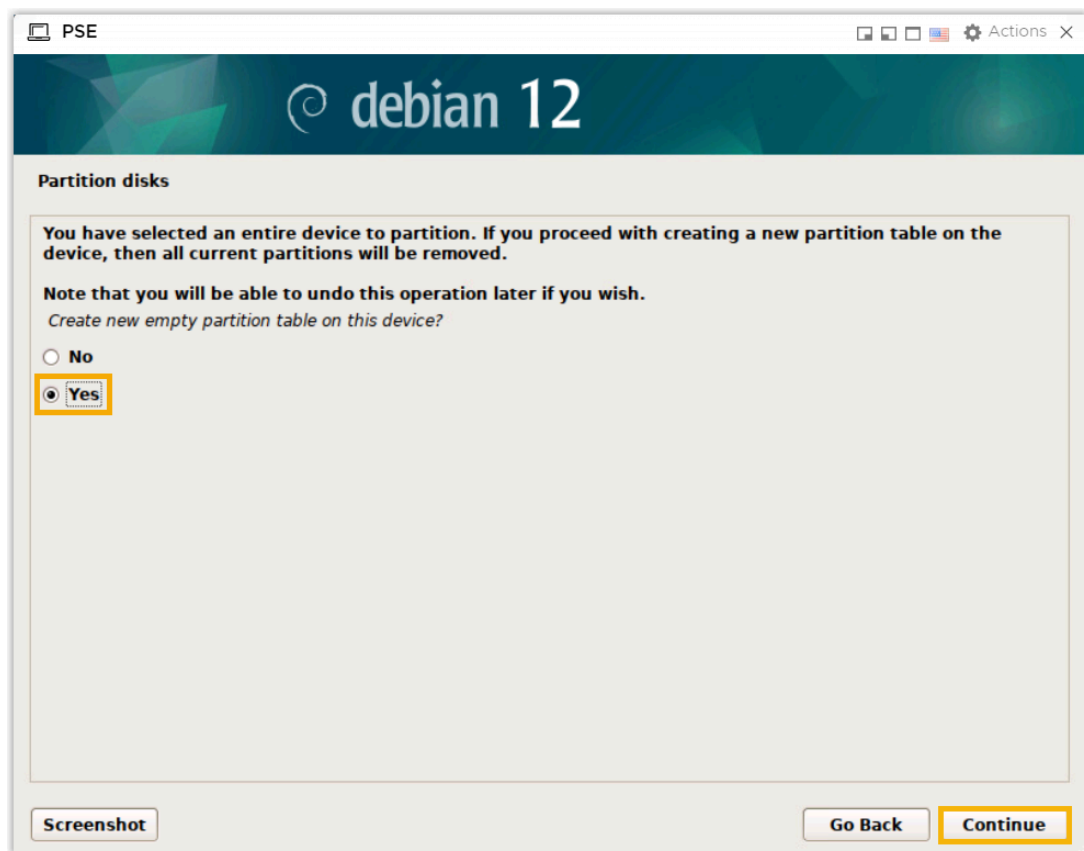 PSE
Actions
debian 12
Partition disks
You have selected an entire device to partition. If you proceed with creating a new partition table on the
device, then all current partitions will be removed.
Note that you will be able to undo this operation later if you wish.
Create new empty partition table on this device?
No
Yes
Screenshot
Go Back
Continue